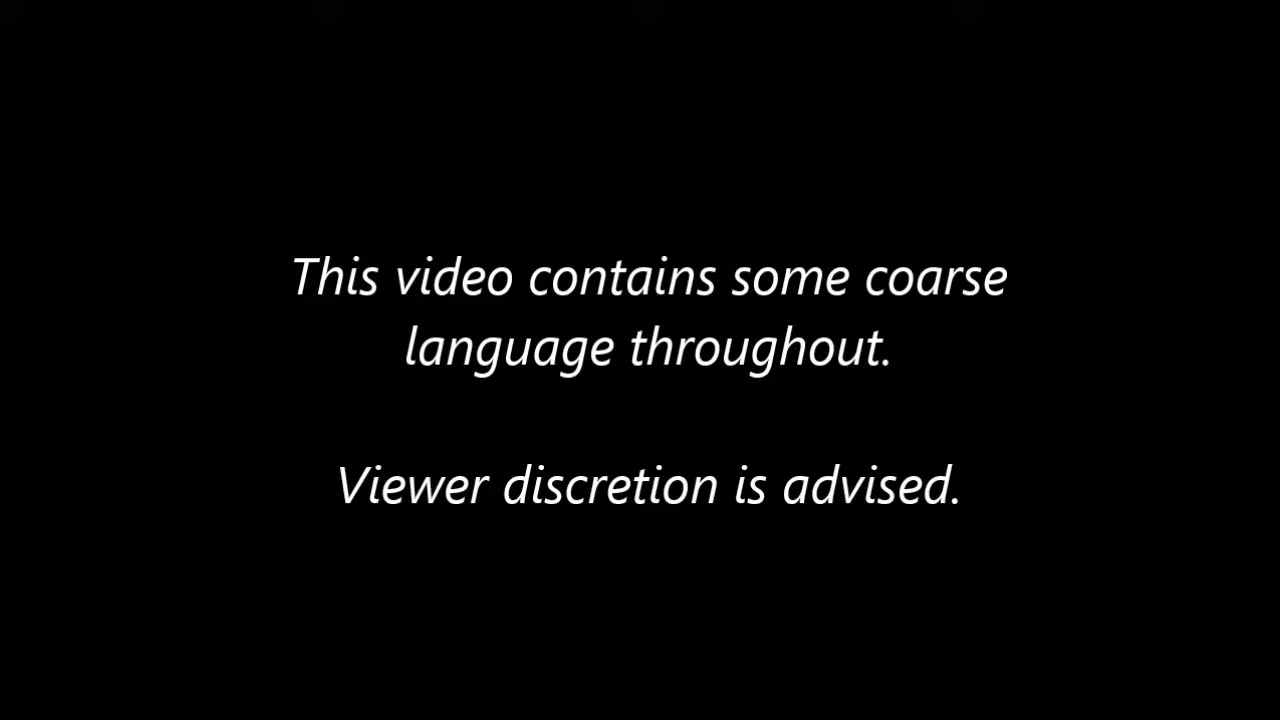 This video contains some coarse
language throughout.
Viewer discretion is advised.